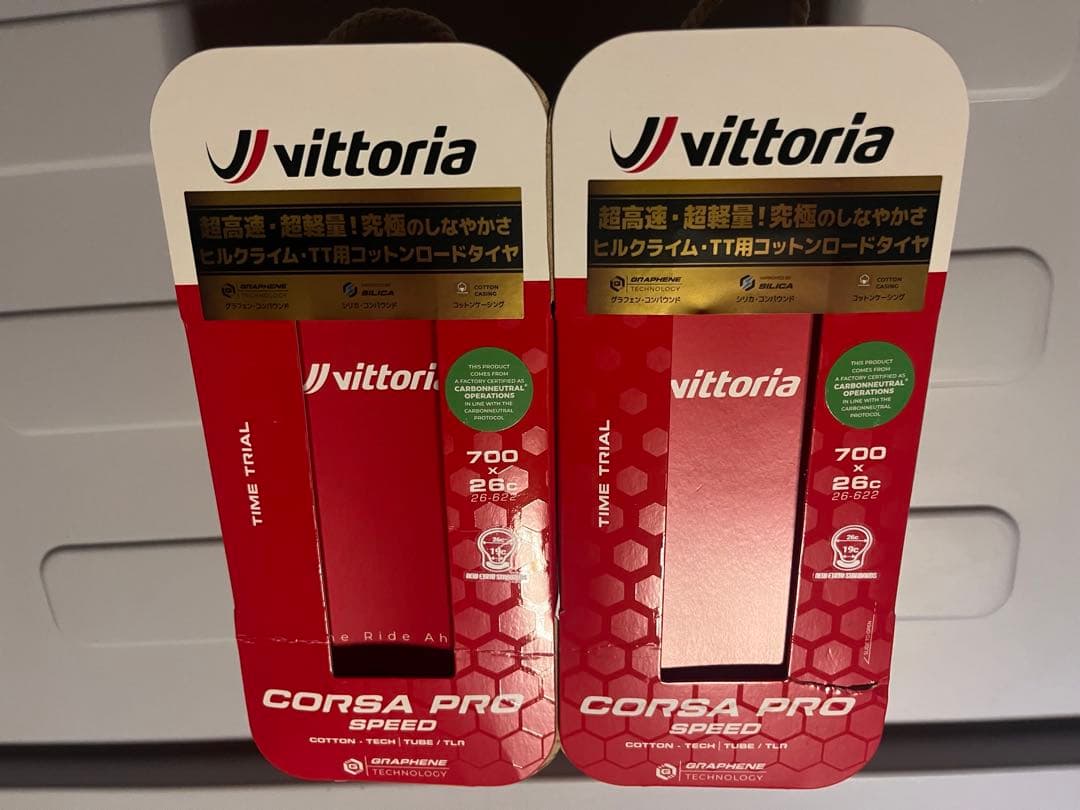 vittoria
超高速・超軽量!究極のしなやかさ
ヒルクライム・TT用コットンロードタイヤ
GRAPHENE TECHNOLOGY
グラフェン・コンパウンド
SILICA
シリカ・コンパウンド
COTTON CASING
コットンケーシング
vittori
THIS PRODUCT
COMES FROM
A FACTORY CERTIFIED AS
CARBONNEUTRAL®
OPERATIONS
IN LINE WITH THE
CARBONNEUTRAL
PROTOCOL
TIME TRIAL
700
×
26c
26-622
26c
19c
NEW ETRTO STANDARDS
e Ride Ah
CORSA PRO
SPEED
COTTON - TECH | TUBE / TLR
GRAPHENE
TECHNOLOGY
vittoria
超高速・超軽量!究極のしなやかさ
ヒルクライム・TT用コットンロードタイヤ
GRAPHENE TECHNOLOGY
グラフェン・コンパウンド
SILICA
シリカ・コンパウンド
COTTON CASING
コットンケーシング
vittoria
THIS PRODUCT
COMES FROM
A FACTORY CERTIFIED AS
CARBONNEUTRAL®
OPERATIONS
IN LINE WITH THE
CARBONNEUTRAL
PROTOCOL
TIME TRIAL
700
×
26c
26-622
26c
19c
NEW ETRTO STANDARDS
CORSA PRO
SPEED
COTTON - TECH | TUBE / TLR
GRAPHENE
TECHNOLOGY